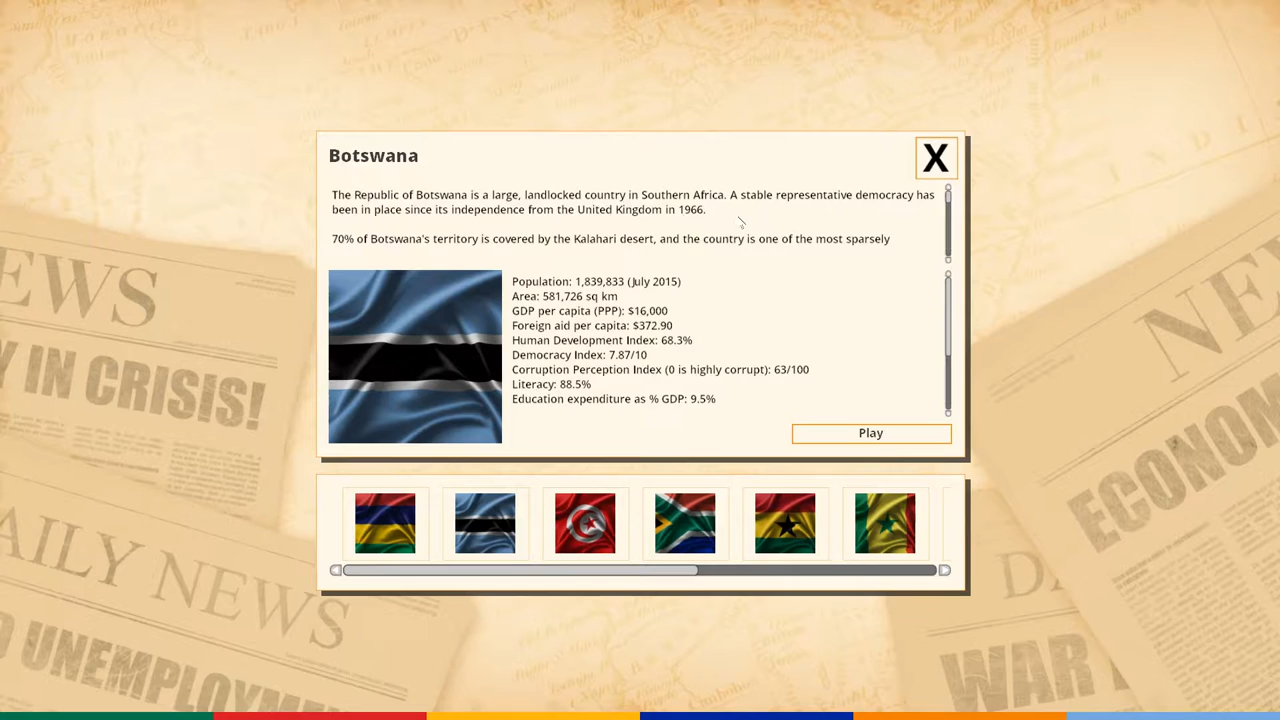 Botswana
X
The Republic of Botswana is a large, landlocked country in Southern Africa. A stable representative democracy has
been in place since its independence from the United Kingdom in 1966.
70% of Botswana's territory is covered by the Kalahari desert, and the country is one of the most sparsely
Population: 1,839,833 (July 2015)
Area: 581,726 sq km
GDP per capita (PPP): $16,000
Foreign aid per capita: $372.90
Human Development Index: 68.3%
Democracy Index: 7.87/10
Corruption Perception Index (0 is highly corrupt): 63/100
Literacy: 88.5%
Education expenditure as % GDP: 9.5%
Play
EWS
Y IN CRISIS!
AILY NEWS
UNEMPLOYM
NE
ECONOM
DA
WAR